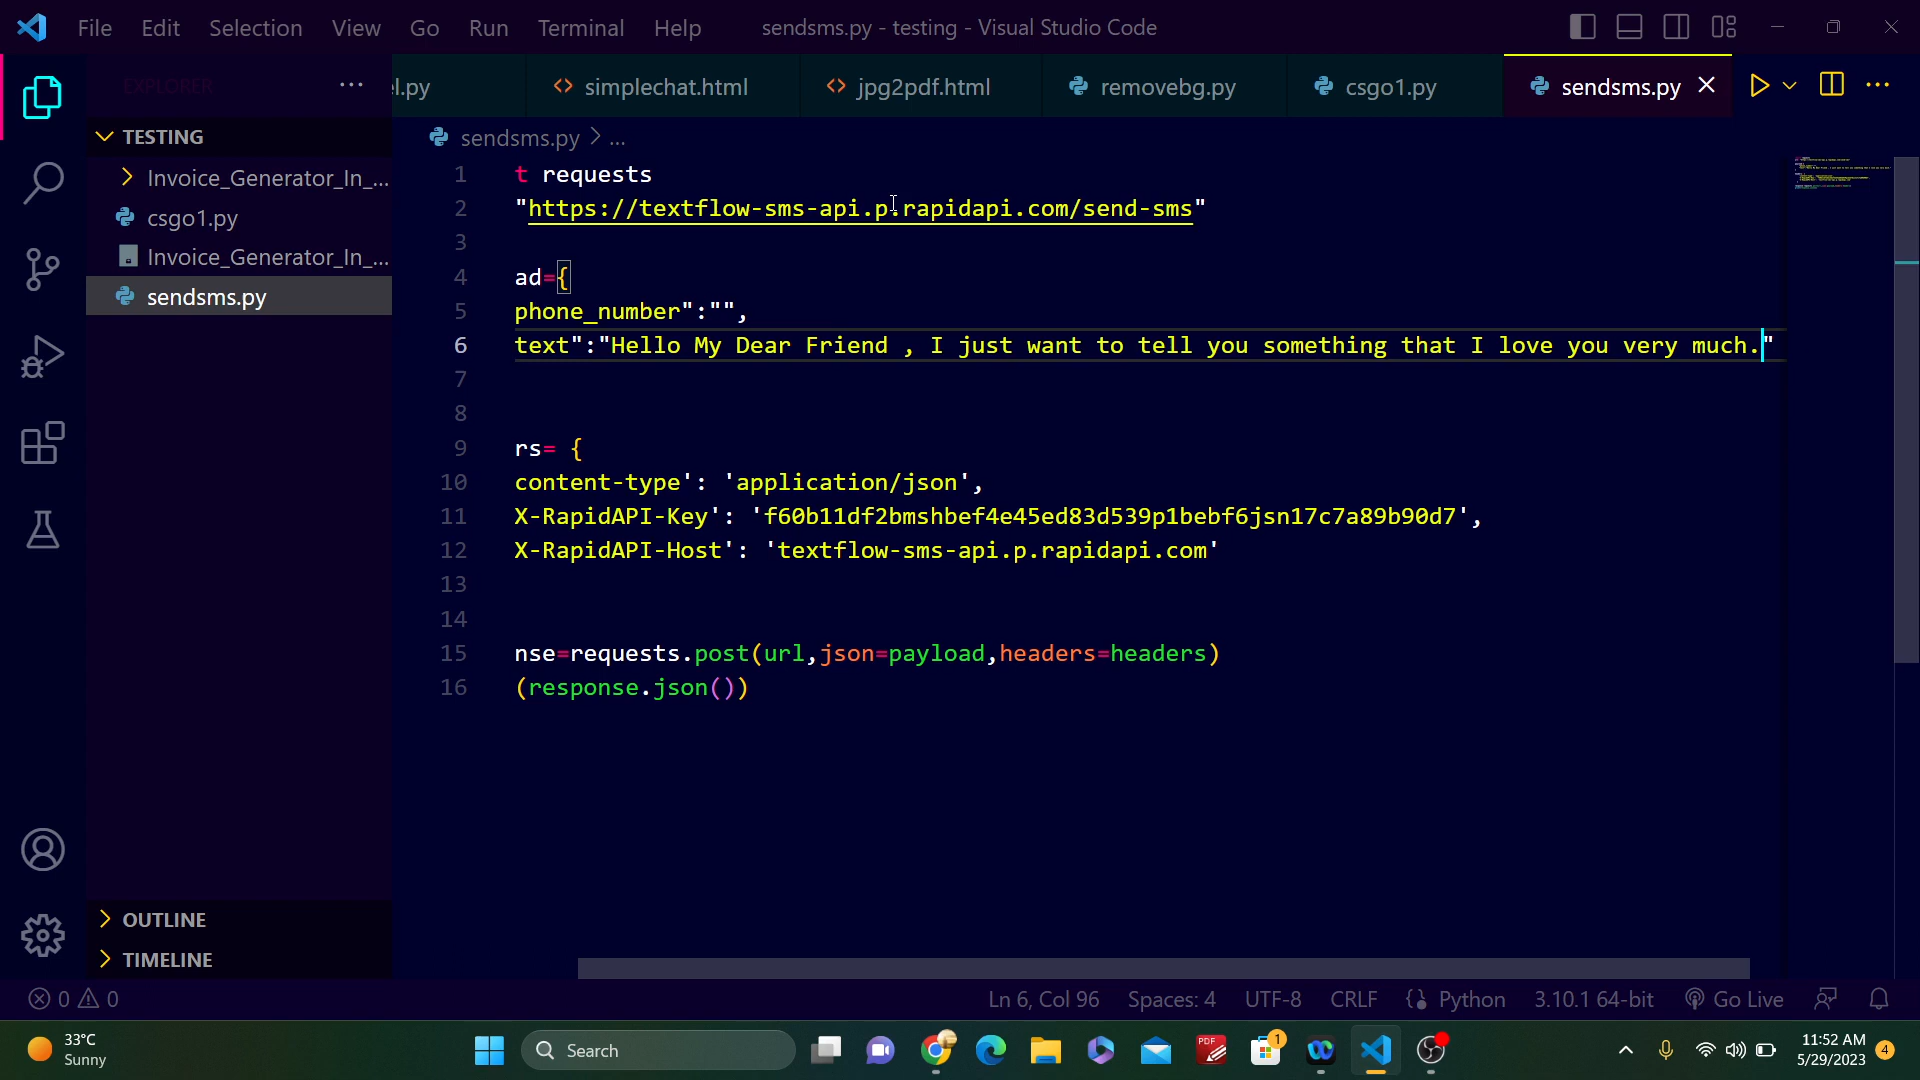 File Edit Selection View Go Run Terminal Help sendsms.py - testing - Visual Studio Code
EXPLORER ... el.py <> simplechat.html <> jpg2pdf.html removebg.py csgo1.py sendsms.py
TESTING
Invoice_Generator_In_...
csgo1.py
Invoice_Generator_In_...
sendsms.py
OUTLINE
TIMELINE
sendsms.py > ...
1 t requests
2 "https://textflow-sms-api.p.rapidapi.com/send-sms"
3
4 ad={
5 phone_number":"",
6 text":"Hello My Dear Friend , I just want to tell you something that I love you very much."
7
8
9 rs= {
10 content-type': 'application/json',
11 X-RapidAPI-Key': 'f60b11df2bmshbef4e45ed83d539p1bebf6jsn17c7a89b90d7',
12 X-RapidAPI-Host': 'textflow-sms-api.p.rapidapi.com'
13
14
15 nse=requests.post(url,json=payload,headers=headers)
16 (response.json())
0 0 Ln 6, Col 96 Spaces: 4 UTF-8 CRLF Python 3.10.1 64-bit Go Live
33°C
Sunny
Search
PDF
1
11:52 AM
5/29/2023
4